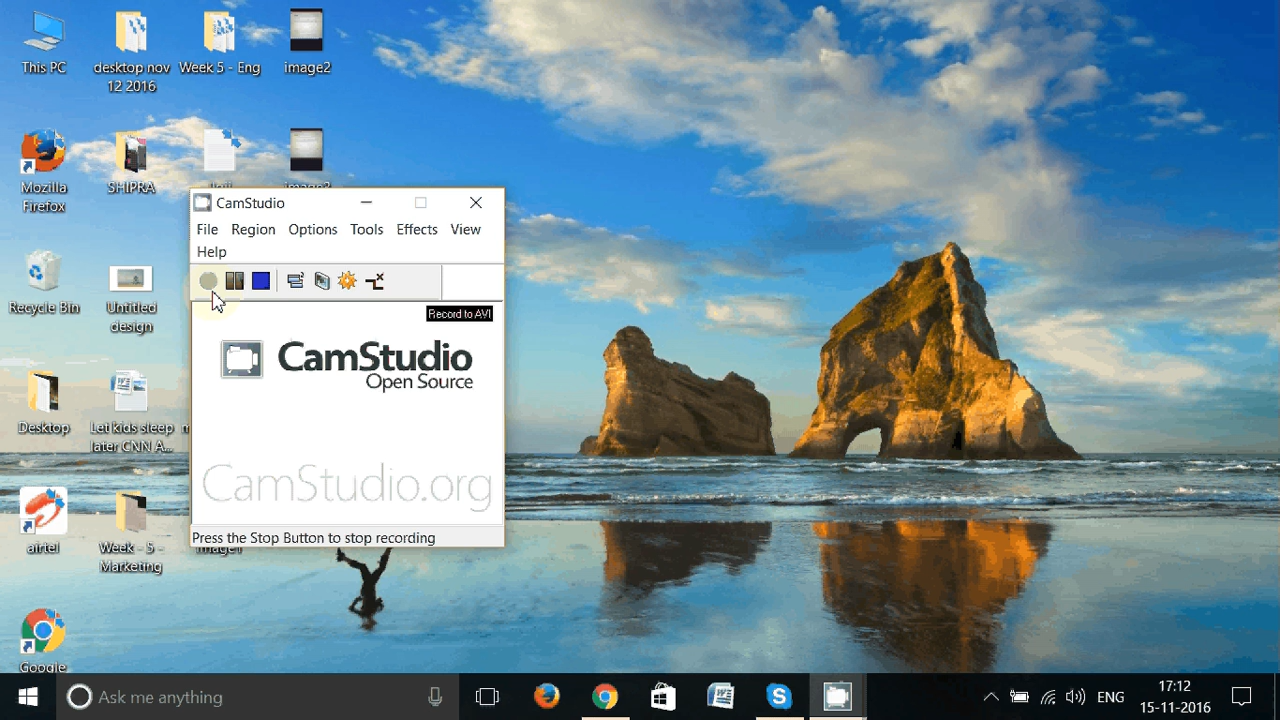 This PC
desktop nov
12 2016
Week 5 - Eng
image2
Mozilla
Firefox
SHIPRA
Recycle Bin
Untitled
design
Desktop
Let kids sleep
later CNN A...
airtel
Week - 5 -
Marketing
Google
CamStudio
File Region Options Tools Effects View
Help
Record to AVI
CamStudio
Open Source
CamStudio.org
Press the Stop Button to stop recording
Ask me anything
ENG
17:12
15-11-2016